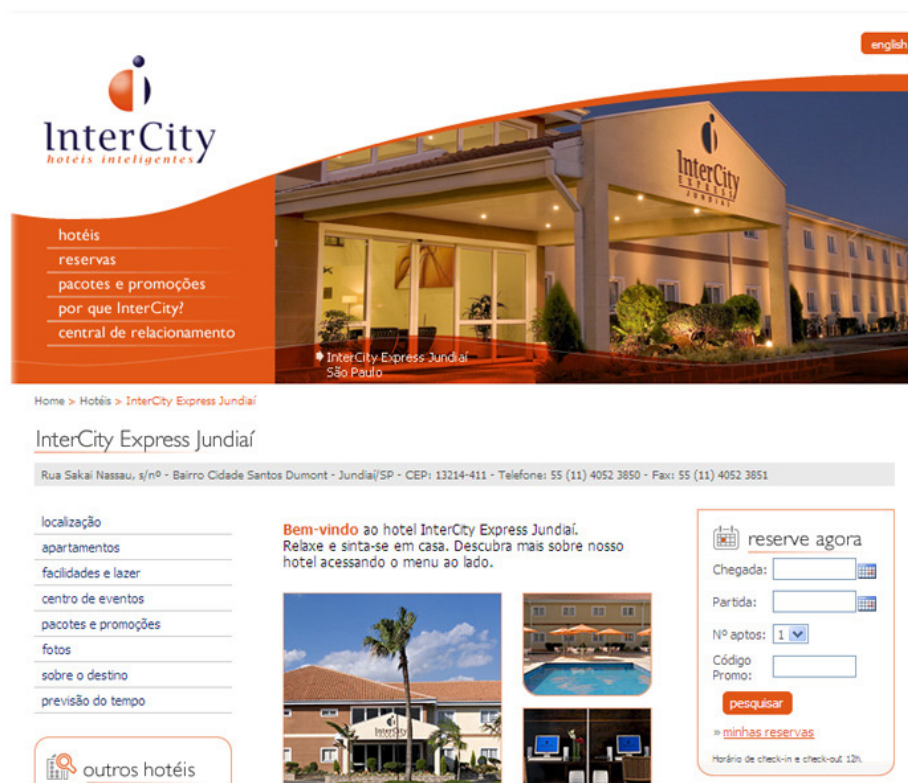 english
InterCity
hotéis inteligentes
InterCity
EXPRESS
JUNDIAÍ
hotéis
reservas
pacotes e promoções
por que InterCity?
central de relacionamento
InterCity Express Jundiaí
São Paulo
Home > Hotéis > InterCity Express Jundiaí
InterCity Express Jundiaí
Rua Sakai Nassau, s/nº - Bairro Cidade Santos Dumont - Jundiaí/SP - CEP: 13214-411 - Telefone: 55 (11) 4052 3850 - Fax: 55 (11) 4052 3851
localização
apartamentos
facilidades e lazer
centro de eventos
pacotes e promoções
fotos
sobre o destino
previsão do tempo
outros hotéis
Bem-vindo ao hotel InterCity Express Jundiaí.
Relaxe e sinta-se em casa. Descubra mais sobre nosso
hotel acessando o menu ao lado.
InterCity
reserve agora
Chegada:
Partida:
Nº aptos: 1
Código
Promo:
pesquisar
» minhas reservas
Horário de check-in e check-out 12h.